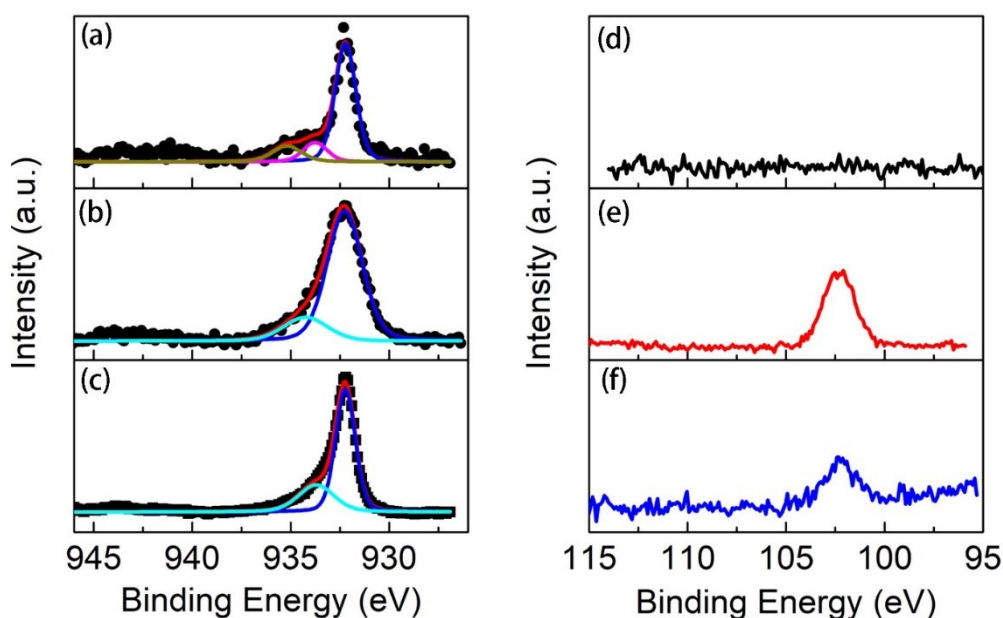 (a)
(b)
(c)
Intensity (a.u.)
945 940 935 930
Binding Energy (eV)
(d)
(e)
(f)
Intensity (a.u.)
115 110 105 100 95
Binding Energy (eV)